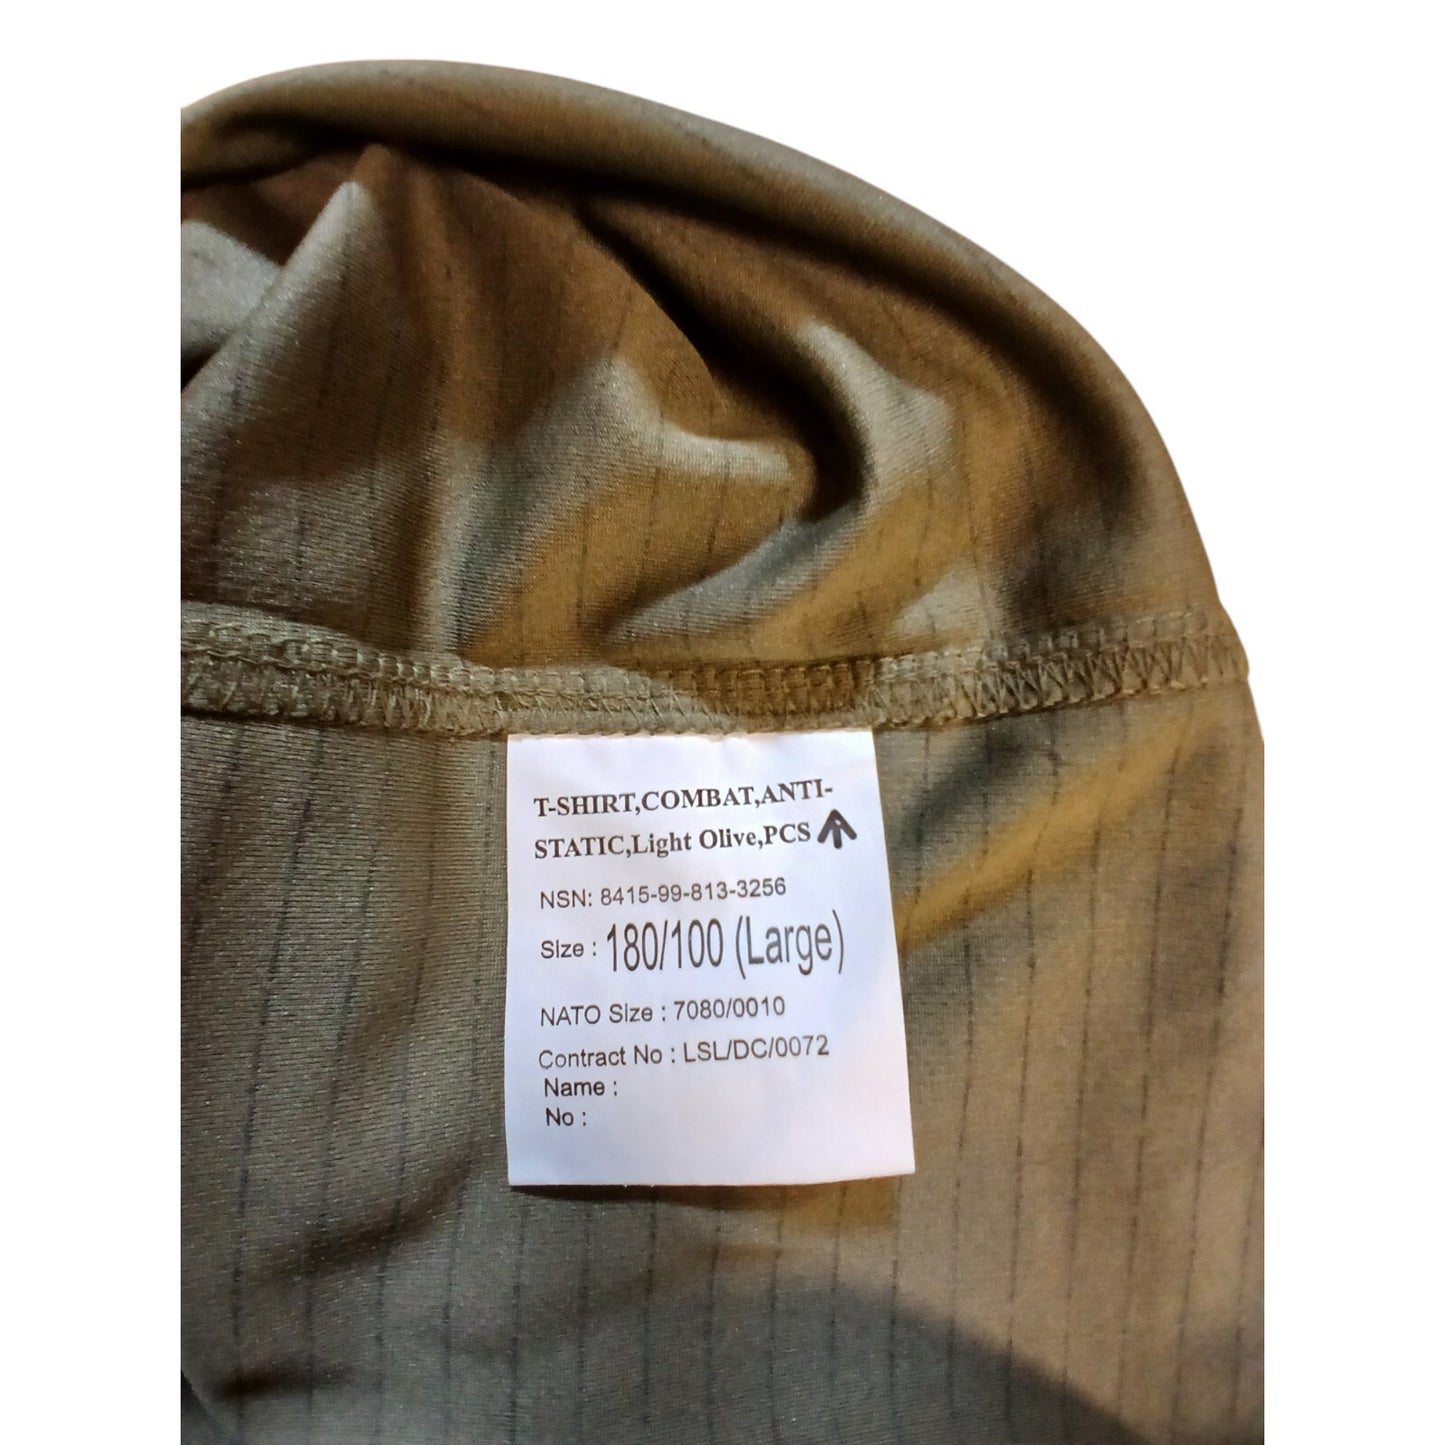 T-SHIRT,COMBAT,ANTI-
STATIC,Light Olive,PCS
NSN: 8415-99-813-3256
Size : 180/100 (Large)
NATO Size : 7080/0010
Contract No : LSL/DC/0072
Name :
No :